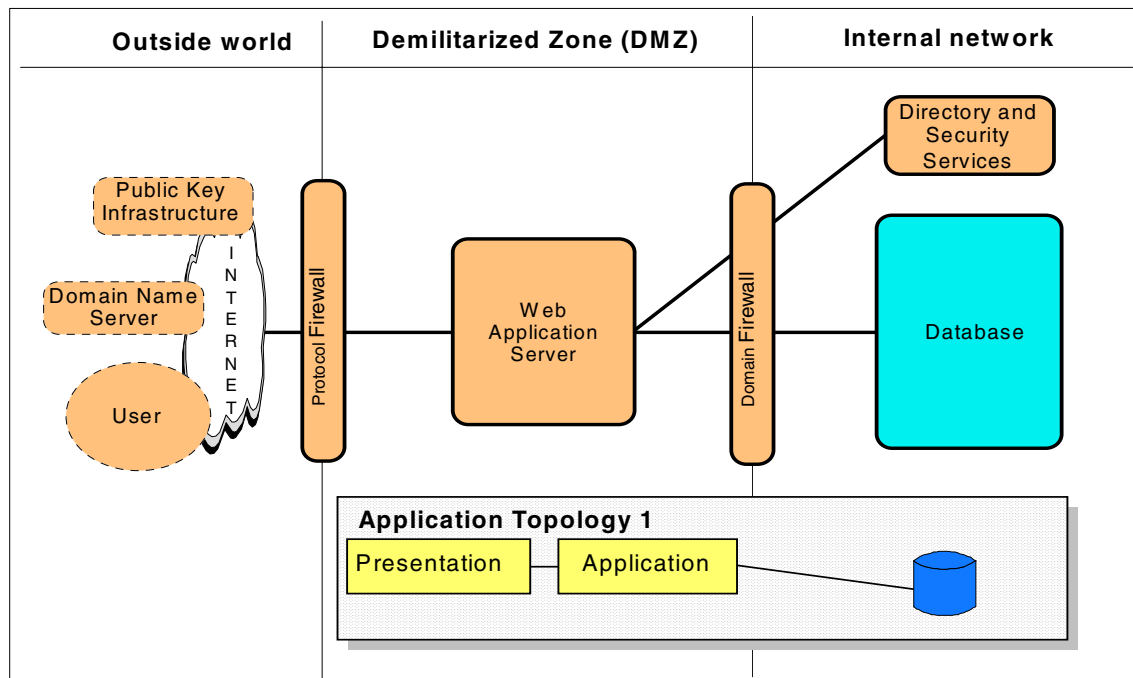 Outside world
Demilitarized Zone (DMZ)
Internal network
Public Key
Infrastructure
Domain Name
Server
User
INTERNET
Protocol Firewall
Web
Application
Server
Domain Firewall
Directory and
Security
Services
Database
Application Topology 1
Presentation
Application